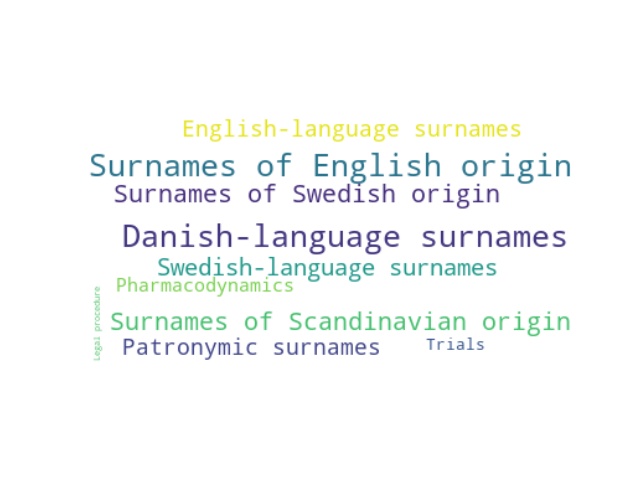 English-language surnames
Surnames of English origin
Surnames of Swedish origin
Danish-language surnames
Swedish-language surnames
Pharmacodynamics
Legal procedure
Surnames of Scandinavian origin
Patronymic surnames
Trials